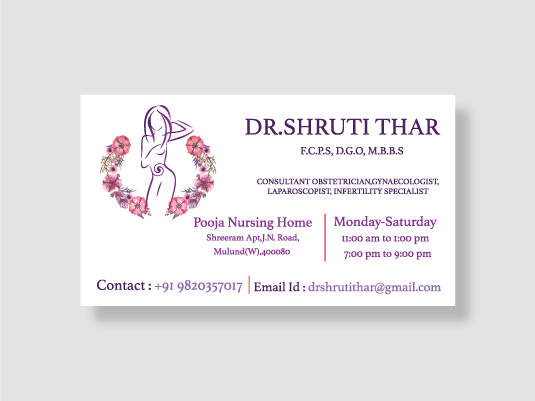 DR.SHRUTI THAR
F.C.P.S, D.G.O, M.B.B.S
CONSULTANT OBSTETRICIAN,GYNAECOLOGIST,
LAPAROSCOPIST, INFERTILITY SPECIALIST
Pooja Nursing Home
Shreeram Apt,J.N. Road,
Mulund(W),400080
Monday-Saturday
11:00 am to 1:00 pm
7:00 pm to 9:00 pm
Contact : +91 9820357017
Email Id : drshrutithar@gmail.com